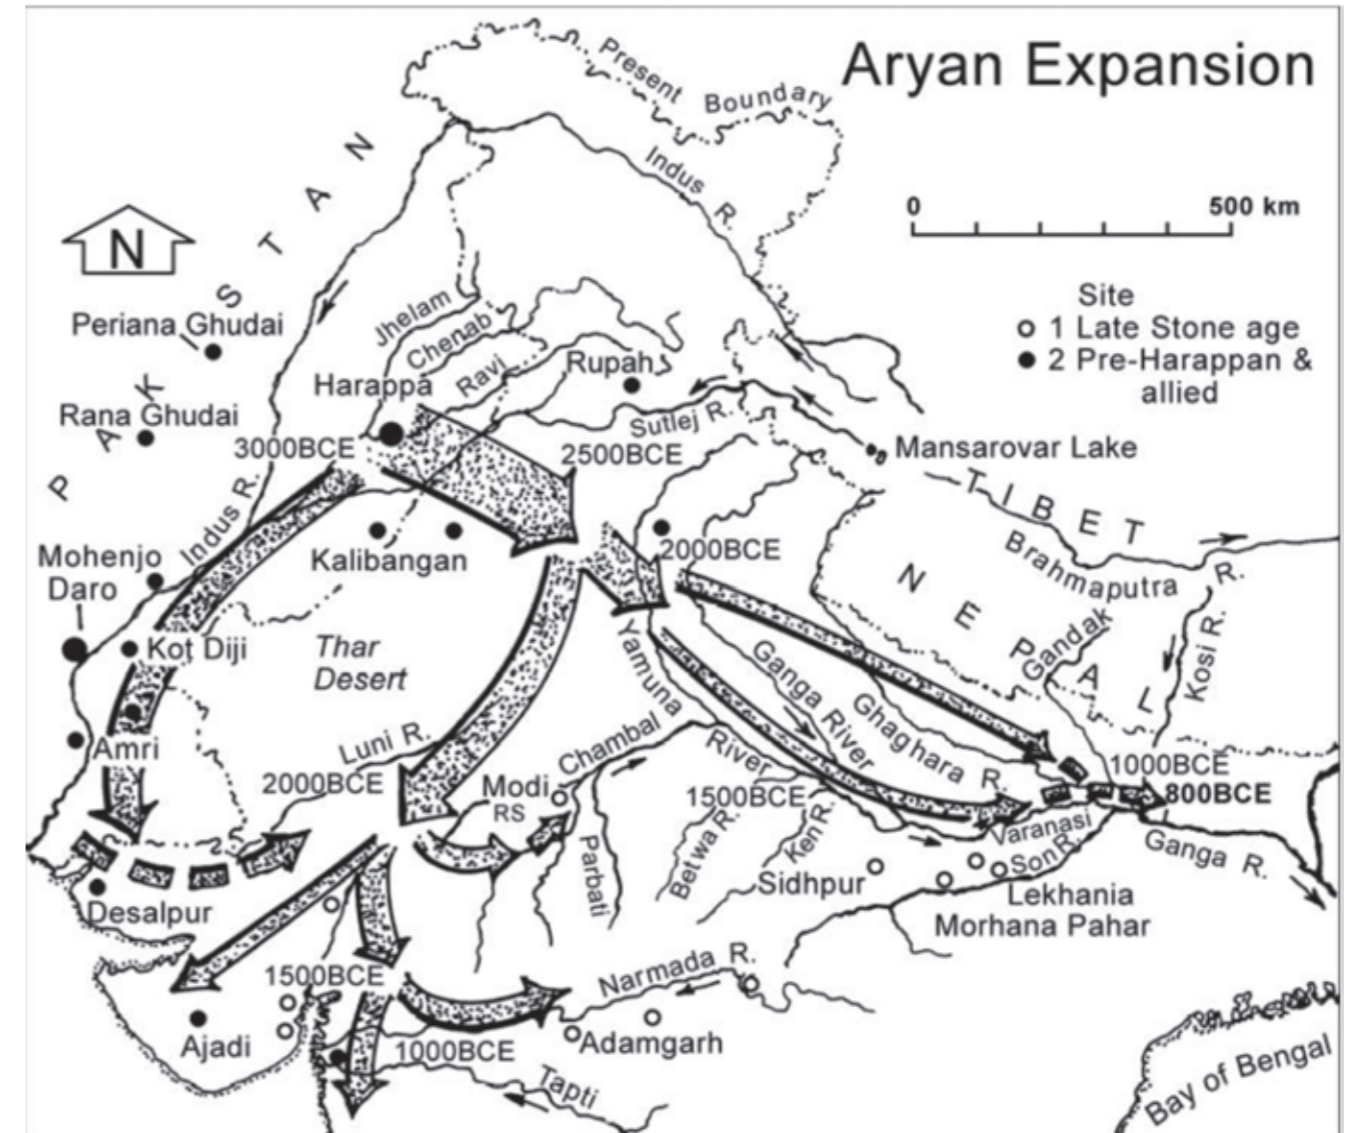 Aryan Expansion
Present Boundary
Indus R.
0 500 km
N
PAKISTAN
Site
1 Late Stone age
2 Pre-Harappan &
allied
Periana Ghudai
Jhelam
Chenab
Ravi
Rupah
Harappa
Rana Ghudai
Sutlej R.
3000BCE
2500BCE
Mansarovar Lake
TIBET
Indus R.
Kalibangan
2000BCE
Brahmaputra R.
Mohenjo
Daro
NEPAL
Gandak
Kosi R.
Kot Diji
Thar
Desert
Yamuna River
Ganga River
Ghaghara R.
Amri
Luni R.
Chambal
2000BCE
Modi
RS
1500BCE
1000BCE
800BCE
Parbati
Betwa R.
Ken R.
Varanasi
Son R.
Ganga R.
Sidhpur
Lekhania
Morhana Pahar
Desalpur
1500BCE
Narmada R.
Ajadi
1000BCE
Adamgarh
Tapti
Bay of Bengal